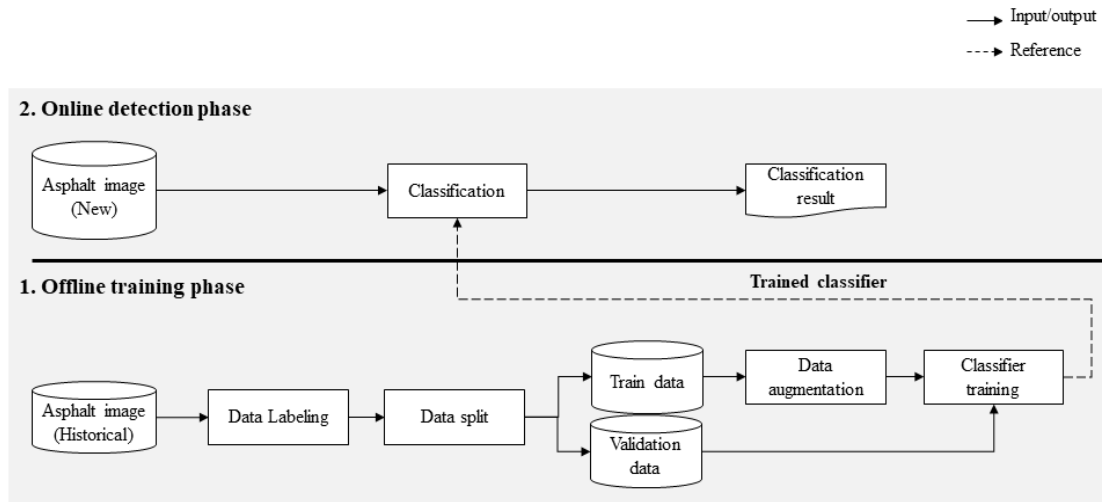 Input/output
Reference
2. Online detection phase
Asphalt image
(New)
Classification
Classification
result
1. Offline training phase
Trained classifier
Asphalt image
(Historical)
Data Labeling
Data split
Train data
Data
augmentation
Classifier
training
Validation
data